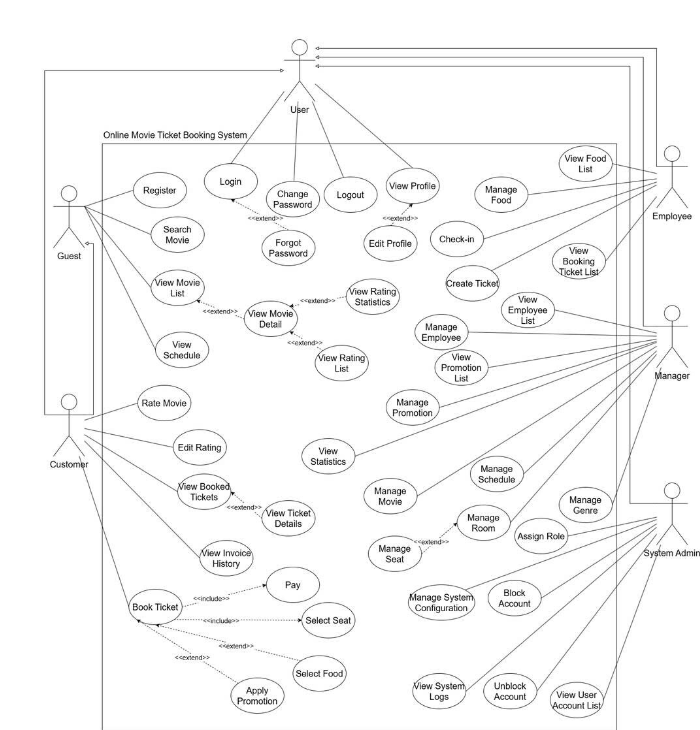 User
Online Movie Ticket Booking System
Guest
Customer
Employee
Manager
System Admin
Register
Search
Movie
View Movie
List
View
Schedule
Login
Change
Password
Logout
View Profile
<<extend>>
Forgot
Password
<<extend>>
Edit Profile
<<extend>>
View Movie
Detail
<<extend>>
View Rating
Statistics
<<extend>>
View Rating
List
View Food
List
Manage
Food
Check-in
Create Ticket
View
Booking
Ticket List
View
Employee
List
Manage
Employee
View
Promotion
List
Manage
Promotion
View
Statistics
Manage
Movie
Manage
Schedule
Manage
Room
<<extend>>
Manage
Seat
Manage
Genre
Rate Movie
Edit Rating
View Booked
Tickets
<<extend>>
View Ticket
Details
View Invoice
History
Book Ticket
<<include>>
Pay
<<include>>
Select Seat
<<extend>>
Select Food
<<extend>>
Apply
Promotion
Assign Role
Manage System
Configuration
Block
Account
View System
Logs
Unblock
Account
View User
Account List